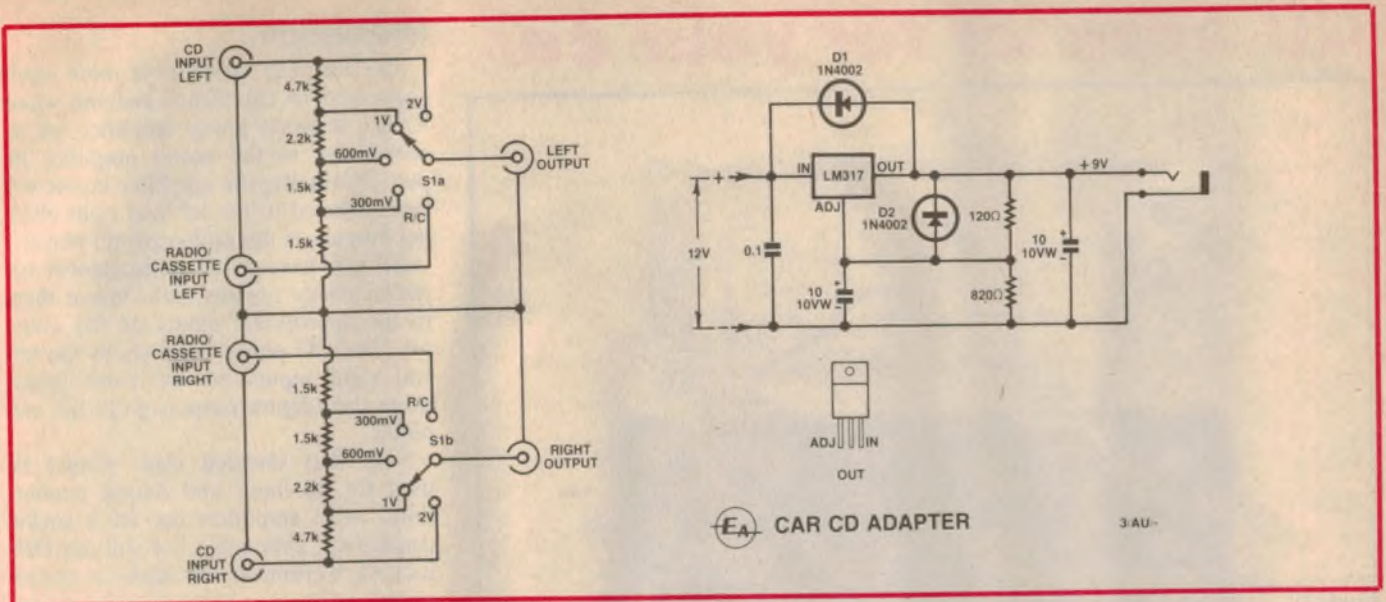 CD
INPUT
LEFT
4.7k
2V
1V
2.2k
600mV
LEFT
OUTPUT
1.5k
S1a
300mV
R/C
1.5k
RADIO/
CASSETTE
INPUT
LEFT
RADIO/
CASSETTE
INPUT
RIGHT
1.5k
R/C
300mV
1.5k
S1b
600mV
RIGHT
OUTPUT
2.2k
1V
2V
4.7k
CD
INPUT
RIGHT
D1
1N4002
+
IN
LM317
OUT
+9V
ADJ
D2
1N4002
120Ω
12V
0.1
10
10VW
+
-
10
10VW
+
-
820Ω
ADJ
IN
OUT
EA CAR CD ADAPTER
3/AU/-